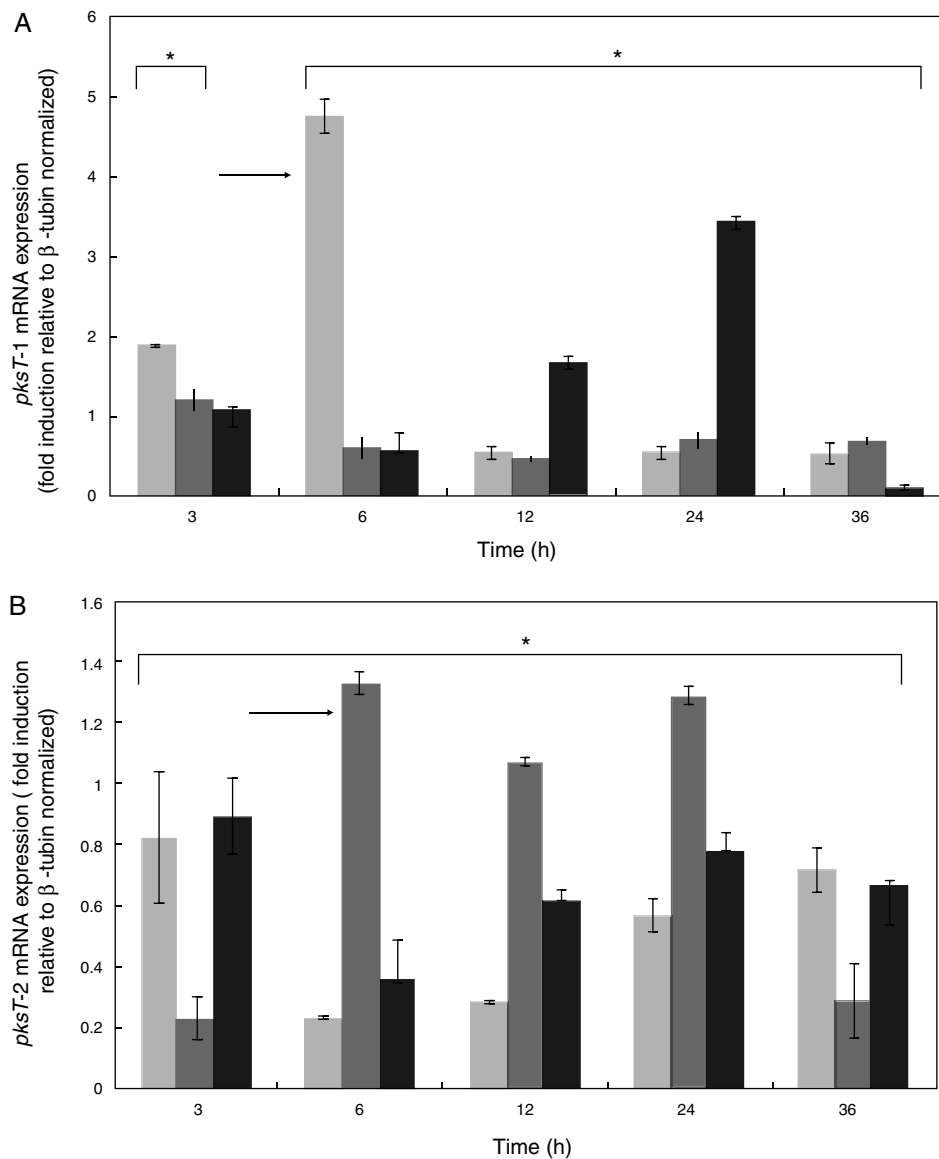 A
pksT-1 mRNA expression
(fold induction relative to β -tubin normalized)
6
5
4
3
2
1
0
*
*
3 6 12 24 36
Time (h)
B
pksT-2 mRNA expression ( fold induction
relative to β -tubin normalized)
1.6
1.4
1.2
1
0.8
0.6
0.4
0.2
0
*
3 6 12 24 36
Time (h)